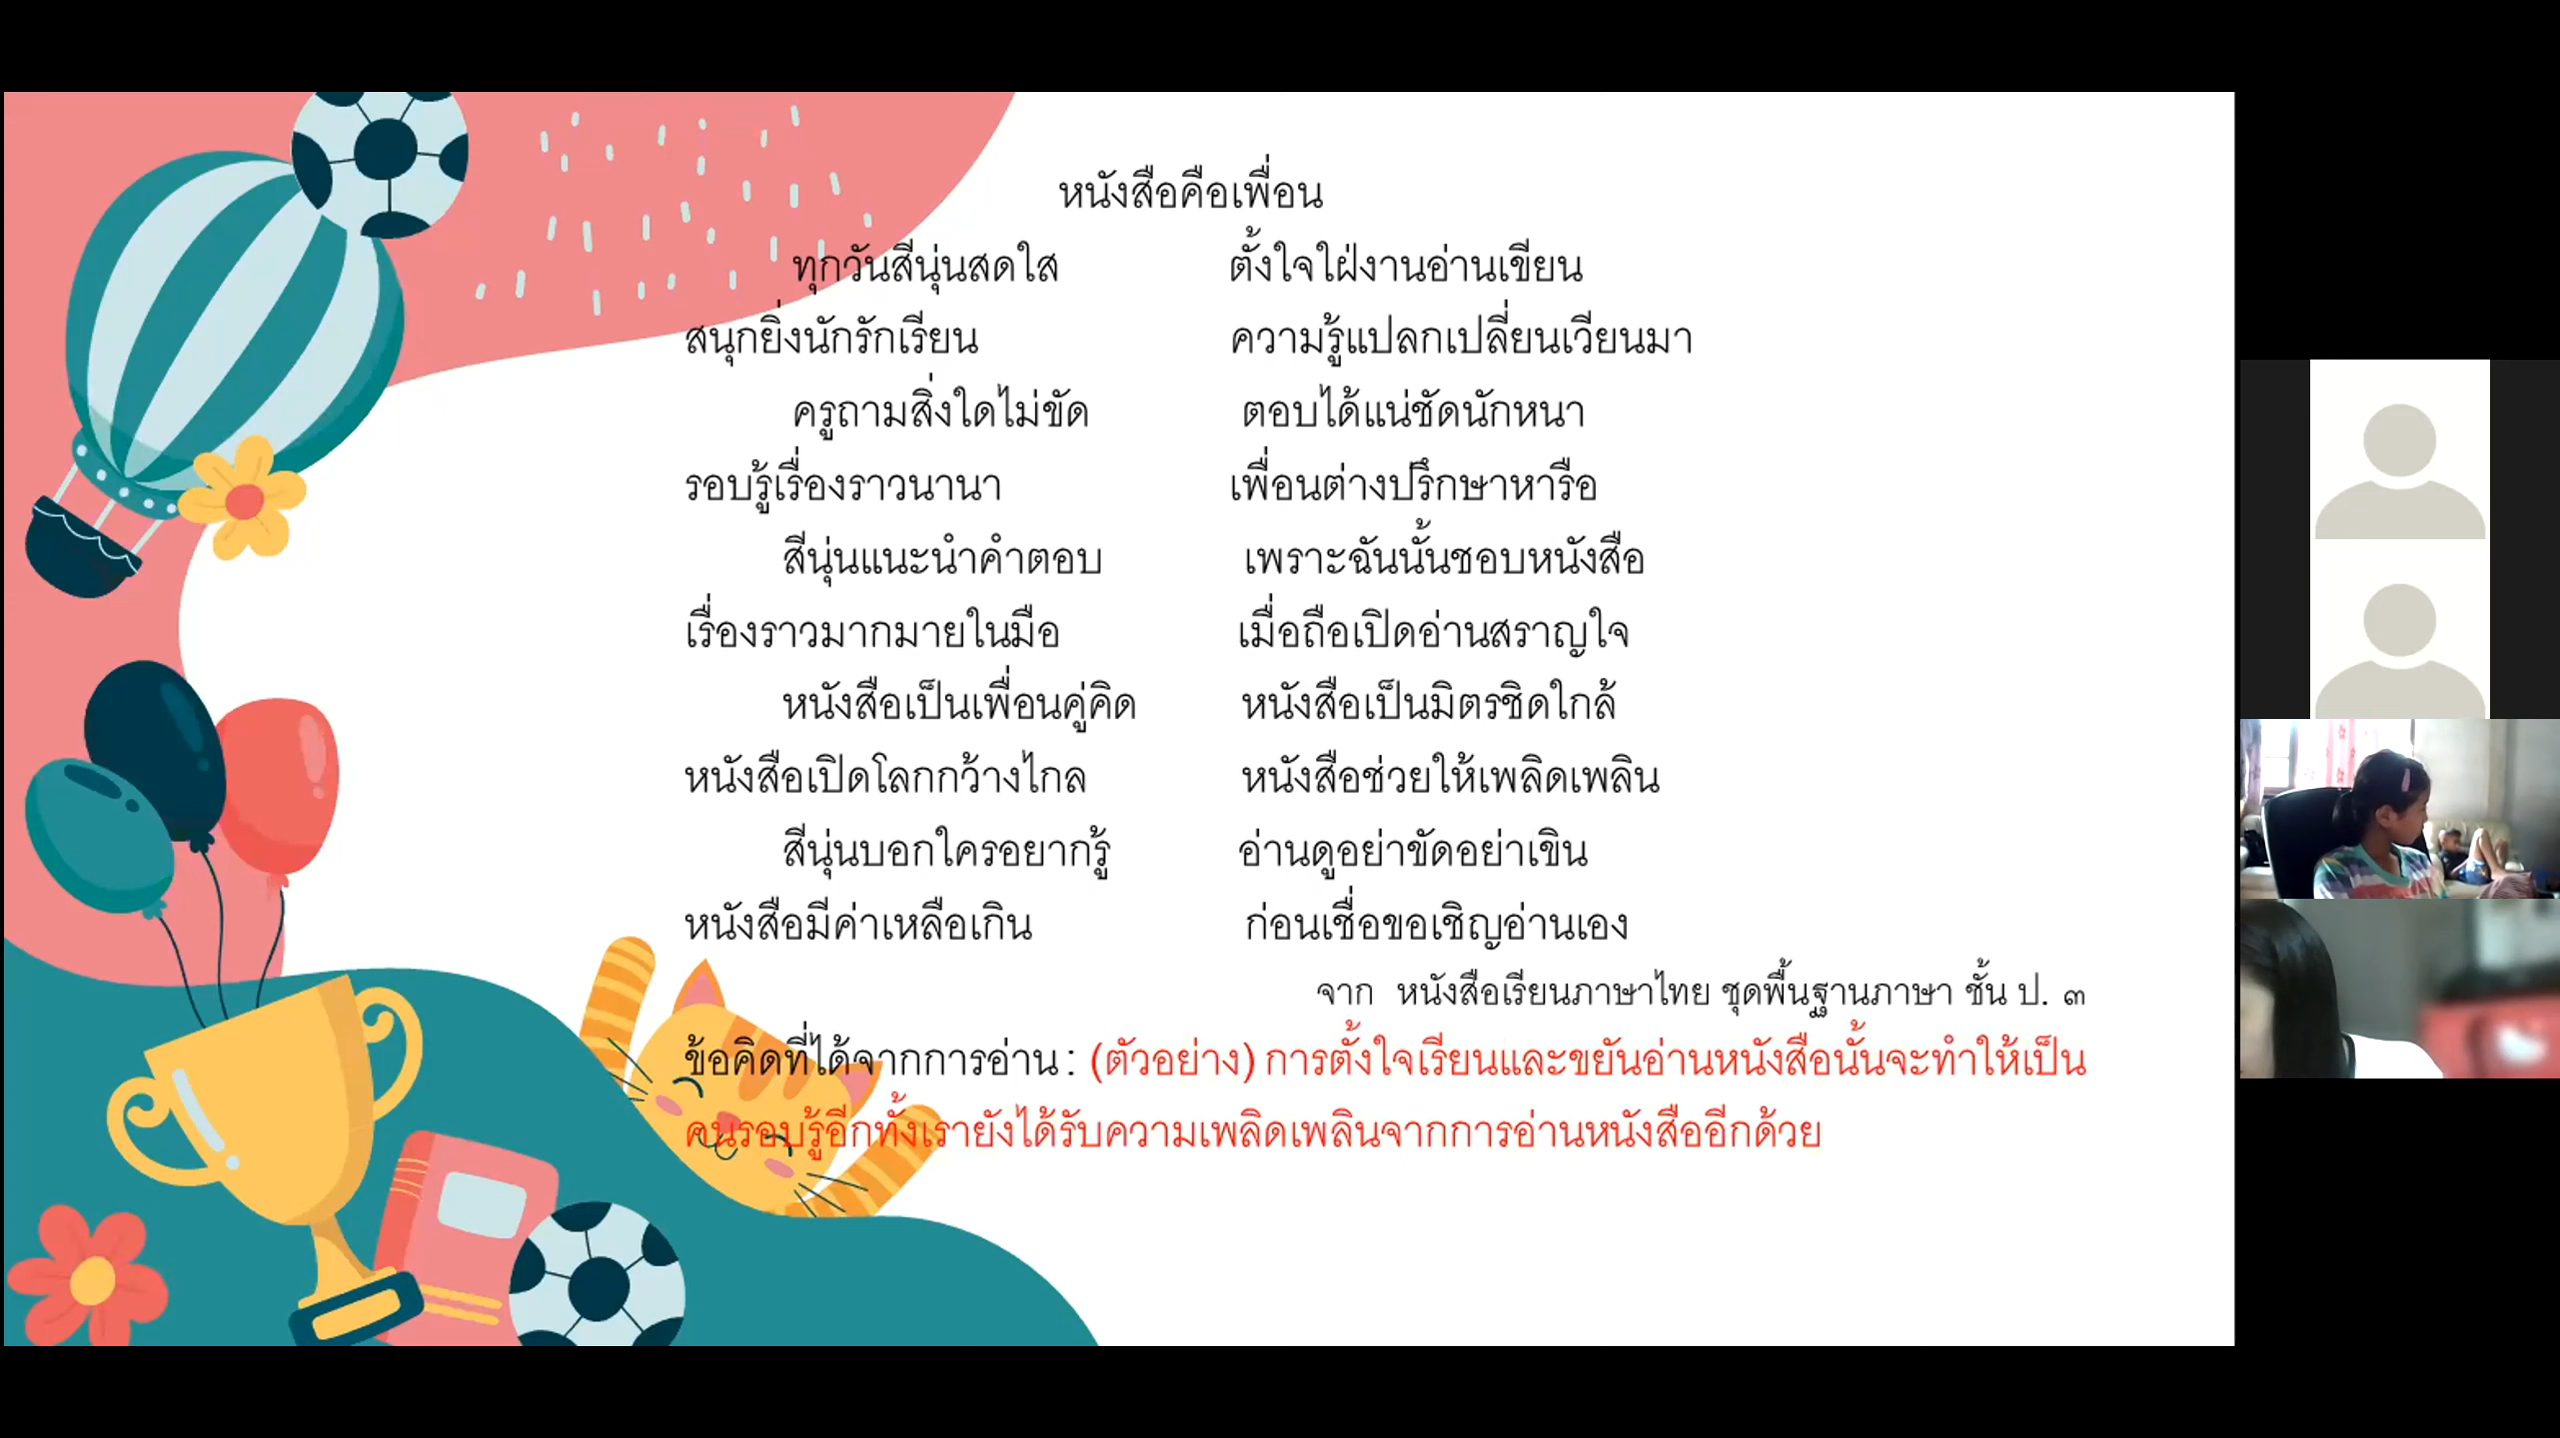 หนังสือคือเพื่อน
ทุกวันสีนุ่นสดใส ตั้งใจใฝ่งานอ่านเขียน
สนุกยิ่งนักรักเรียน ความรู้แปลกเปลี่ยนเวียนมา
ครูถามสิ่งใดไม่ขัด ตอบได้แน่ชัดนักหนา
รอบรู้เรื่องราวนานา เพื่อนต่างปรึกษาหารือ
สีนุ่นแนะนำคำตอบ เพราะฉันนั้นชอบหนังสือ
เรื่องราวมากมายในมือ เมื่อถือเปิดอ่านสราญใจ
หนังสือเป็นเพื่อนคู่คิด หนังสือเป็นมิตรชิดใกล้
หนังสือเปิดโลกกว้างไกล หนังสือช่วยให้เพลิดเพลิน
สีนุ่นบอกใครอยากรู้ อ่านดูอย่าขัดอย่าเขิน
หนังสือมีค่าเหลือเกิน ก่อนเชื่อขอเชิญอ่านเอง
จาก หนังสือเรียนภาษาไทย ชุดพื้นฐานภาษา ชั้น ป. ๓
ข้อคิดที่ได้จากการอ่าน : (ตัวอย่าง) การตั้งใจเรียนและขยันอ่านหนังสือนั้นจะทำให้เป็น
คนรอบรู้อีกทั้งเรายังได้รับความเพลิดเพลินจากการอ่านหนังสืออีกด้วย